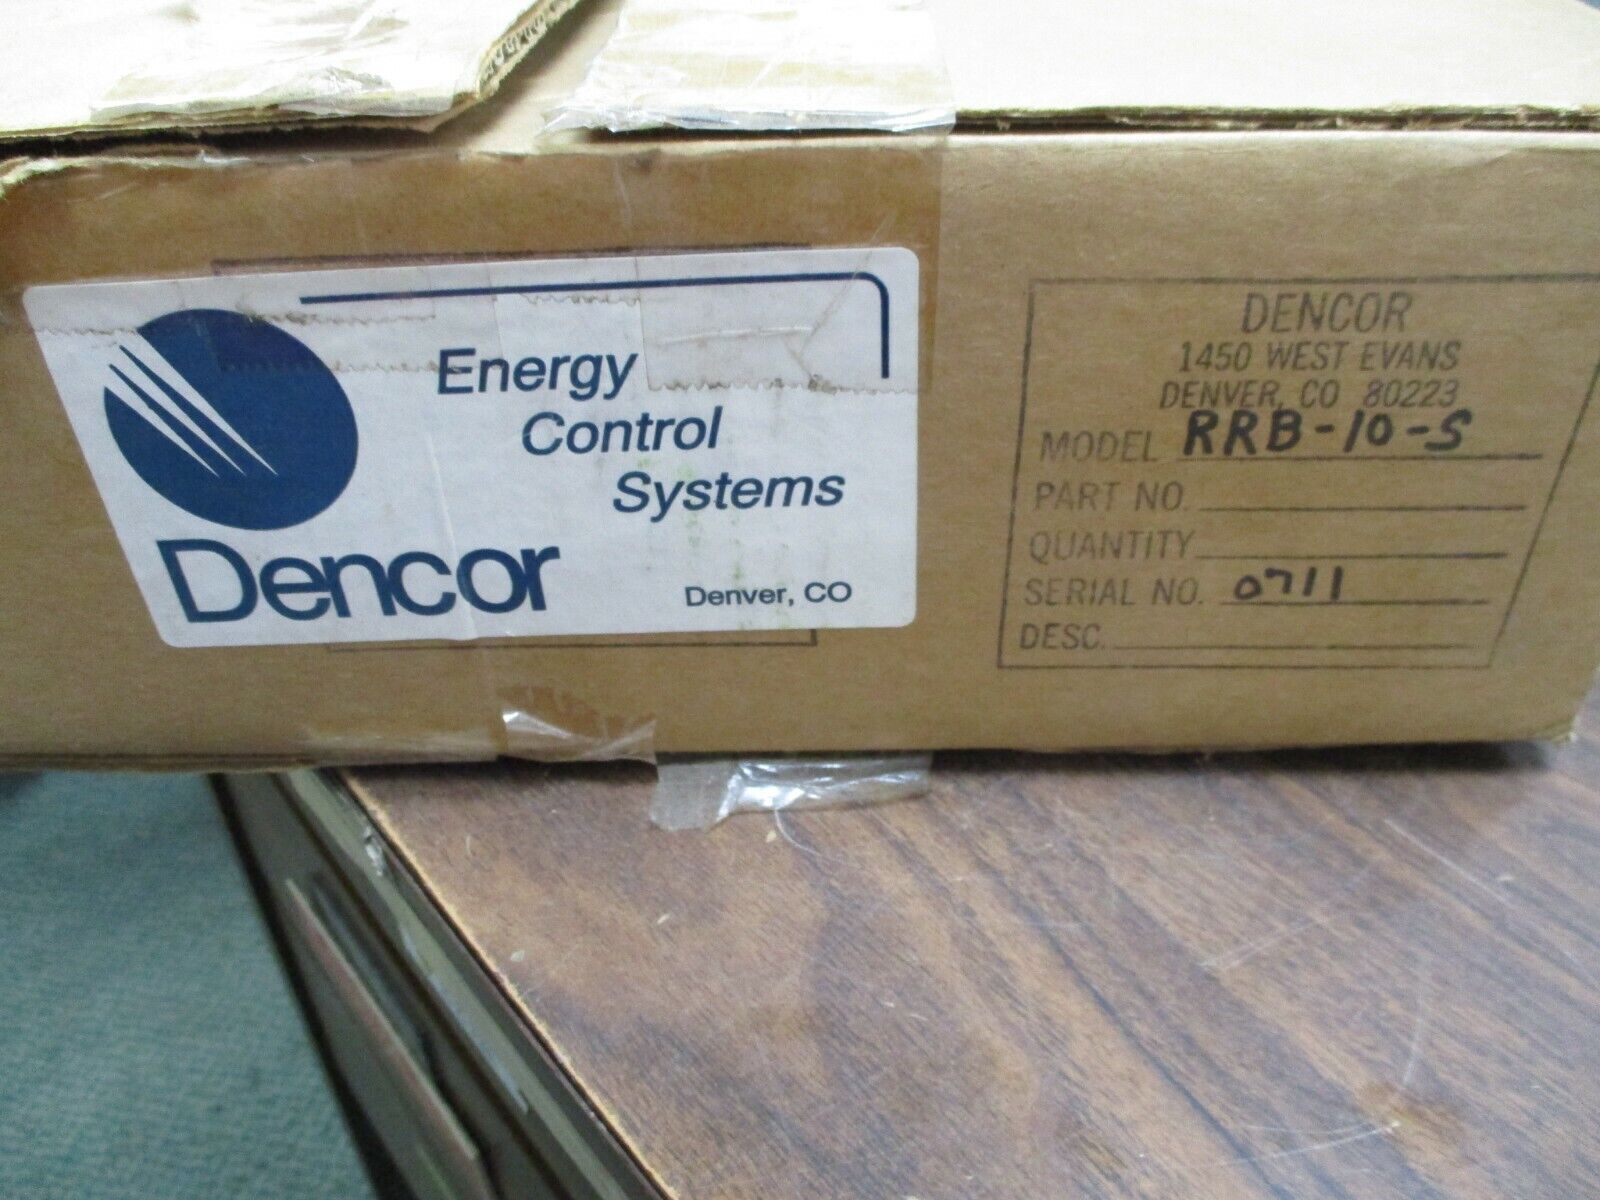 Energy
Control
Systems
Dencor
Denver, CO
DENCOR
1450 WEST EVANS
DENVER, CO 80223
MODEL RRB-10-S
PART NO.
QUANTITY
SERIAL NO. 0711
DESC.